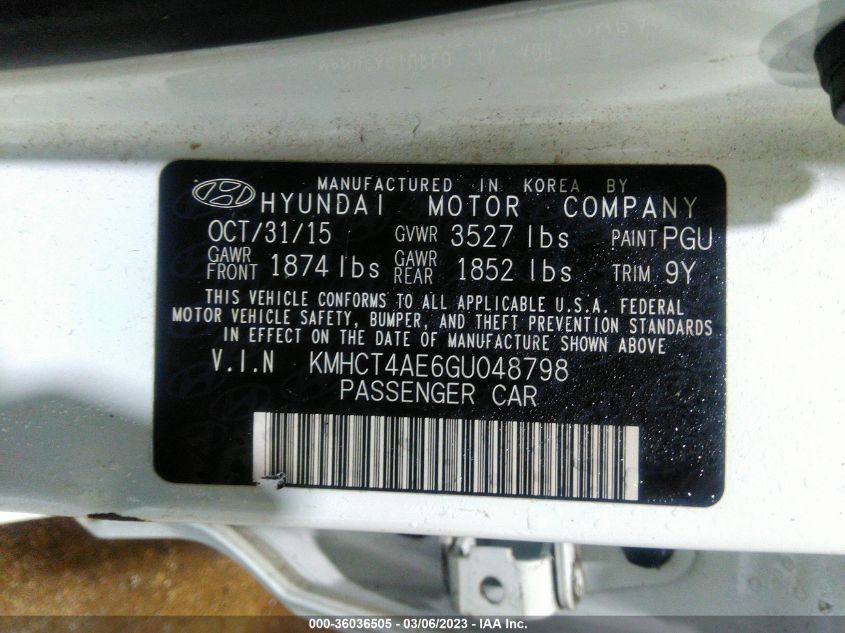 MANUFACTURED IN KOREA BY
HYUNDAI MOTOR COMPANY
OCT/31/15 GVWR 3527 lbs PAINT PGU
GAWR FRONT 1874 lbs GAWR REAR 1852 lbs TRIM 9Y
THIS VEHICLE CONFORMS TO ALL APPLICABLE U.S.A. FEDERAL
MOTOR VEHICLE SAFETY, BUMPER, AND THEFT PREVENTION STANDARDS
IN EFFECT ON THE DATE OF MANUFACTURE SHOWN ABOVE.
V.I.N KMHCT4AE6GU048798
PASSENGER CAR
HOM - 36036505 - 03/06/2023 - IAA Inc.